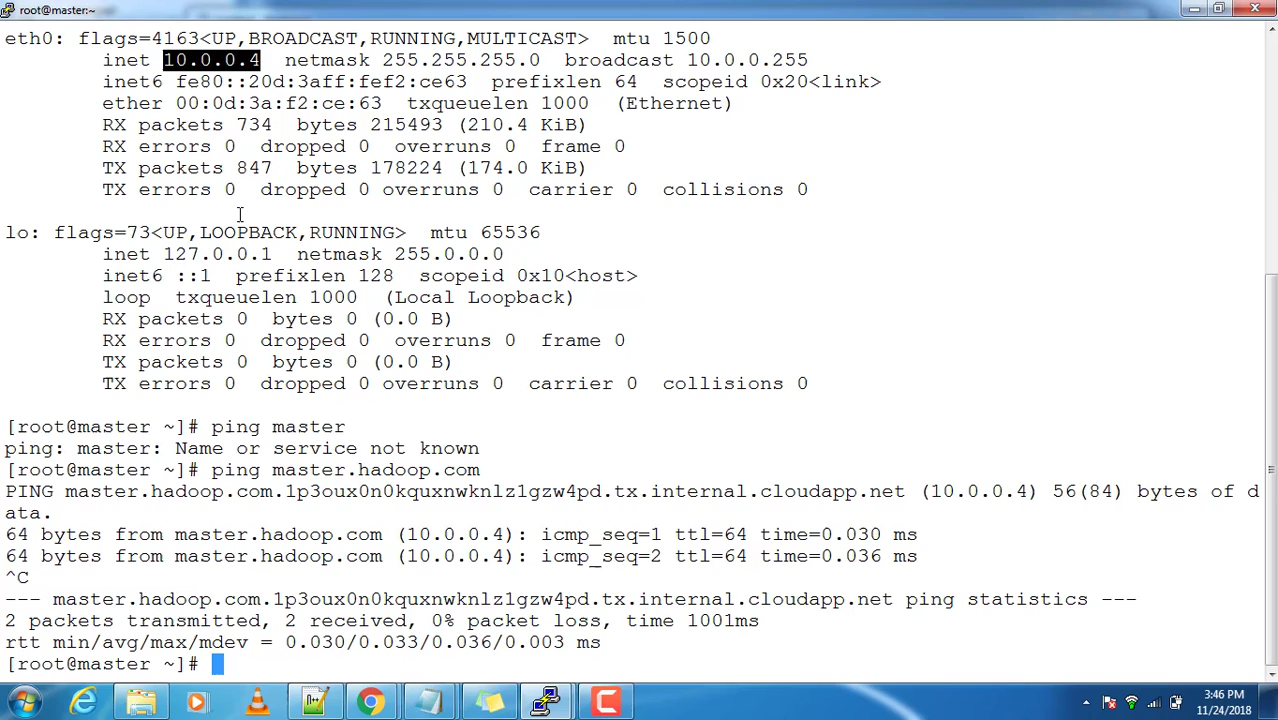 root@master:~
eth0: flags=4163<UP,BROADCAST,RUNNING,MULTICAST>  mtu 1500
        inet 10.0.0.4  netmask 255.255.255.0  broadcast 10.0.0.255
        inet6 fe80::20d:3aff:fef2:ce63  prefixlen 64  scopeid 0x20<link>
        ether 00:0d:3a:f2:ce:63  txqueuelen 1000  (Ethernet)
        RX packets 734  bytes 215493 (210.4 KiB)
        RX errors 0  dropped 0  overruns 0  frame 0
        TX packets 847  bytes 178224 (174.0 KiB)
        TX errors 0  dropped 0 overruns 0  carrier 0  collisions 0
lo: flags=73<UP,LOOPBACK,RUNNING>  mtu 65536
        inet 127.0.0.1  netmask 255.0.0.0
        inet6 ::1  prefixlen 128  scopeid 0x10<host>
        loop  txqueuelen 1000  (Local Loopback)
        RX packets 0  bytes 0 (0.0 B)
        RX errors 0  dropped 0  overruns 0  frame 0
        TX packets 0  bytes 0 (0.0 B)
        TX errors 0  dropped 0 overruns 0  carrier 0  collisions 0
[root@master ~]# ping master
ping: master: Name or service not known
[root@master ~]# ping master.hadoop.com
PING master.hadoop.com.1p3oux0n0kquxnwknlz1gzw4pd.tx.internal.cloudapp.net (10.0.0.4) 56(84) bytes of d
ata.
64 bytes from master.hadoop.com (10.0.0.4): icmp_seq=1 ttl=64 time=0.030 ms
64 bytes from master.hadoop.com (10.0.0.4): icmp_seq=2 ttl=64 time=0.036 ms
^C
--- master.hadoop.com.1p3oux0n0kquxnwknlz1gzw4pd.tx.internal.cloudapp.net ping statistics ---
2 packets transmitted, 2 received, 0% packet loss, time 1001ms
rtt min/avg/max/mdev = 0.030/0.033/0.036/0.003 ms
[root@master ~]#
3:46 PM
11/24/2018